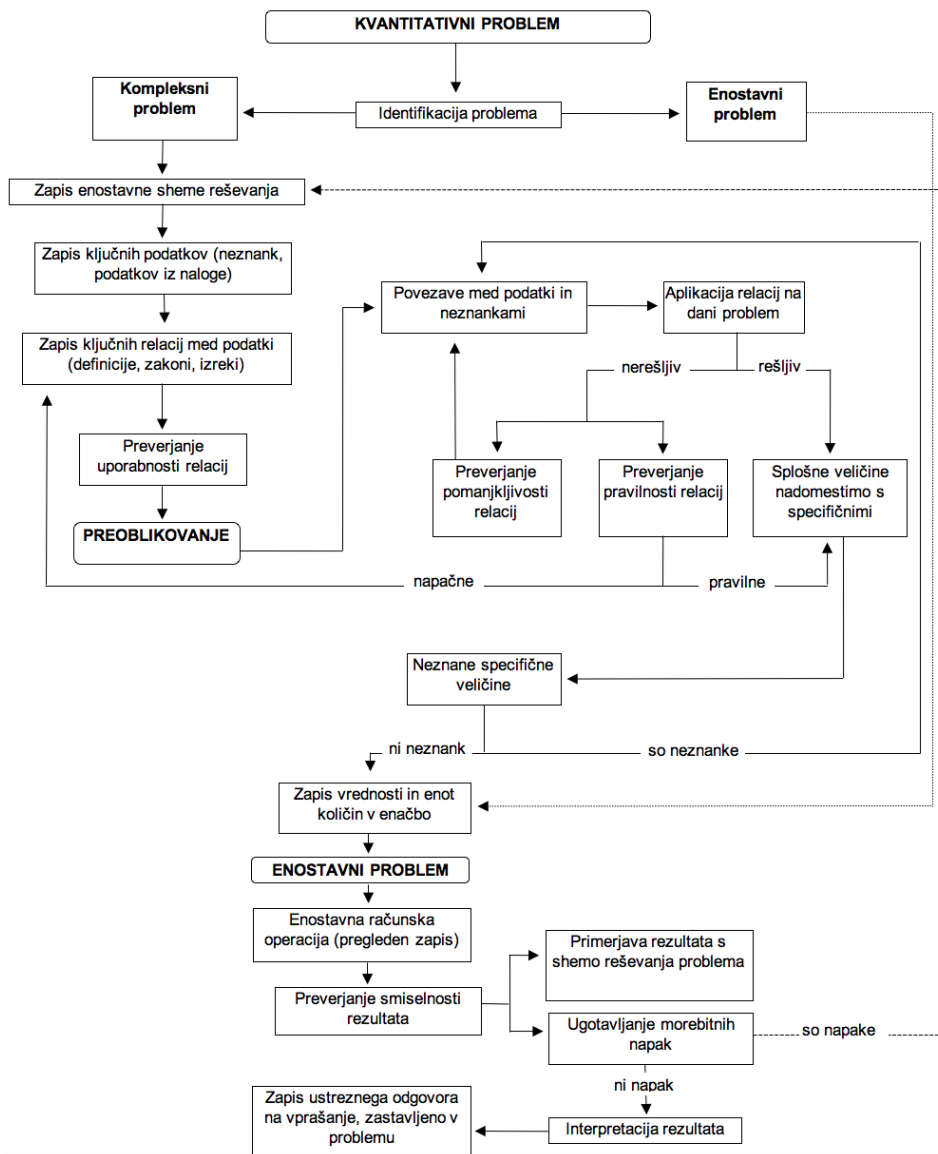 KVANTITATIVNI PROBLEM
Kompleksni
problem
Identifikacija problema
Enostavni
problem
Zapis enostavne sheme reševanja
Zapis ključnih podatkov (neznank,
podatkov iz naloge)
Povezave med podatki in
neznankami
Aplikacija relacij na
dani problem
Zapis ključnih relacij med podatki
(definicije, zakoni, izreki)
nerešljiv
rešljiv
Preverjanje
uporabnosti relacij
Preverjanje
pomanjkljivosti
relacij
Preverjanje
pravilnosti relacij
Splošne veličine
nadomestimo s
specifičnimi
PREOBLIKOVANJE
napačne
pravilne
Neznane specifične
veličine
ni neznank
so neznanke
Zapis vrednosti in enot
količin v enačbo
ENOSTAVNI PROBLEM
Enostavna računska
operacija (pregleden zapis)
Primerjava rezultata s
shemo reševanja problema
Preverjanje smiselnosti
rezultata
Ugotavljanje morebitnih
napak
so napake
ni napak
Zapis ustreznega odgovora
na vprašanje, zastavljeno v
problemu
Interpretacija rezultata